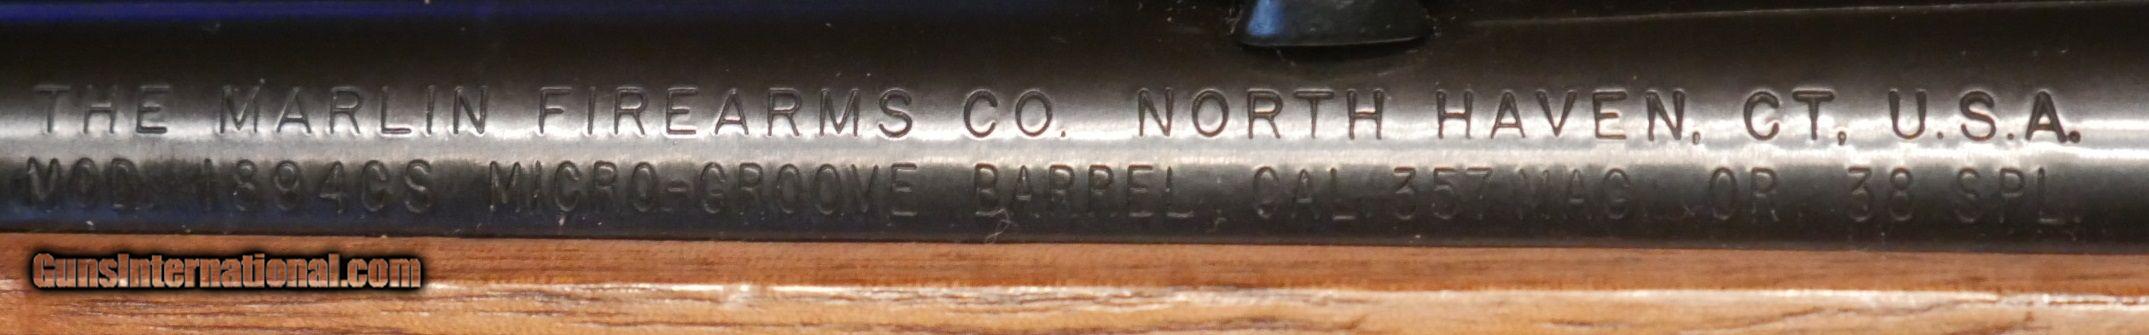 THE MARLIN FIREARMS CO. NORTH HAVEN, CT, U.S.A.
MOD. 1894CS MICRO-GROOVE BARREL, CAL. 357 MAG. OR 38 SPL.
GunsInternational.com